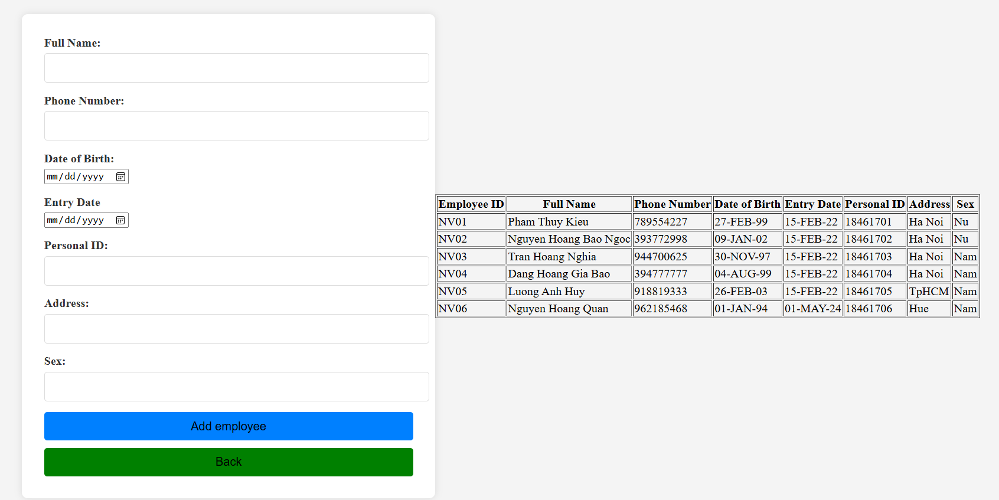 Full Name:
Phone Number:
Date of Birth:
mm/dd/yyyy
Entry Date
mm/dd/yyyy
Personal ID:
Address:
Sex:
Add employee
Back
Employee ID Full Name Phone Number Date of Birth Entry Date Personal ID Address Sex
NV01 Pham Thuy Kieu 789554227 27-FEB-99 15-FEB-22 18461701 Ha Noi Nu
NV02 Nguyen Hoang Bao Ngoc 393772998 09-JAN-02 15-FEB-22 18461702 Ha Noi Nu
NV03 Tran Hoang Nghia 944700625 30-NOV-97 15-FEB-22 18461703 Ha Noi Nam
NV04 Dang Hoang Gia Bao 394777777 04-AUG-99 15-FEB-22 18461704 Ha Noi Nam
NV05 Luong Anh Huy 918819333 26-FEB-03 15-FEB-22 18461705 TpHCM Nam
NV06 Nguyen Hoang Quan 962185468 01-JAN-94 01-MAY-24 18461706 Hue Nam